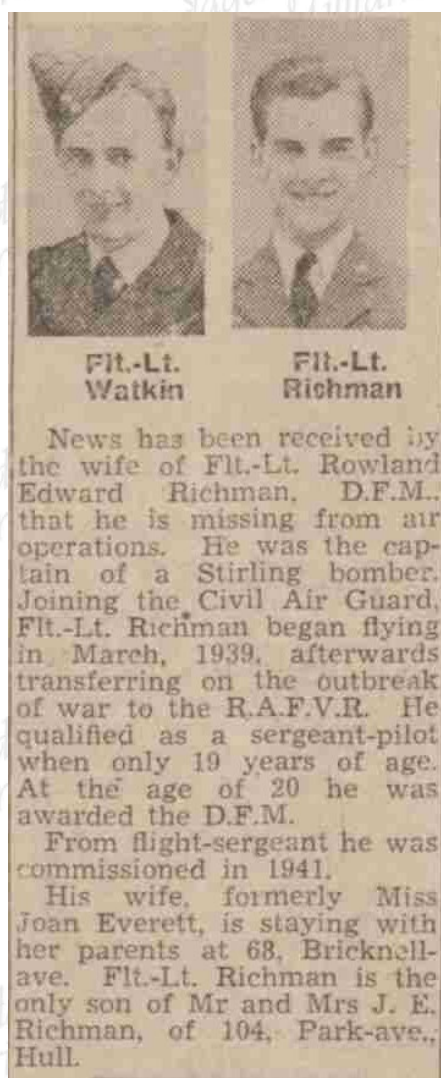 Flt.-Lt.
Watkin
Flt.-Lt.
Richman
News has been received by
the wife of Flt.-Lt. Rowland
Edward Richman, D.F.M.,
that he is missing from air
operations. He was the cap-
tain of a Stirling bomber.
Joining the Civil Air Guard,
Flt.-Lt. Richman began flying
in March, 1939, afterwards
transferring on the outbreak
of war to the R.A.F.V.R. He
qualified as a sergeant-pilot
when only 19 years of age.
At the age of 20 he was
awarded the D.F.M.
From flight-sergeant he was
commissioned in 1941.
His wife, formerly Miss
Joan Everett, is staying with
her parents at 68, Bricknell-
ave. Flt.-Lt. Richman is the
only son of Mr and Mrs J. E.
Richman, of 104, Park-ave.,
Hull.